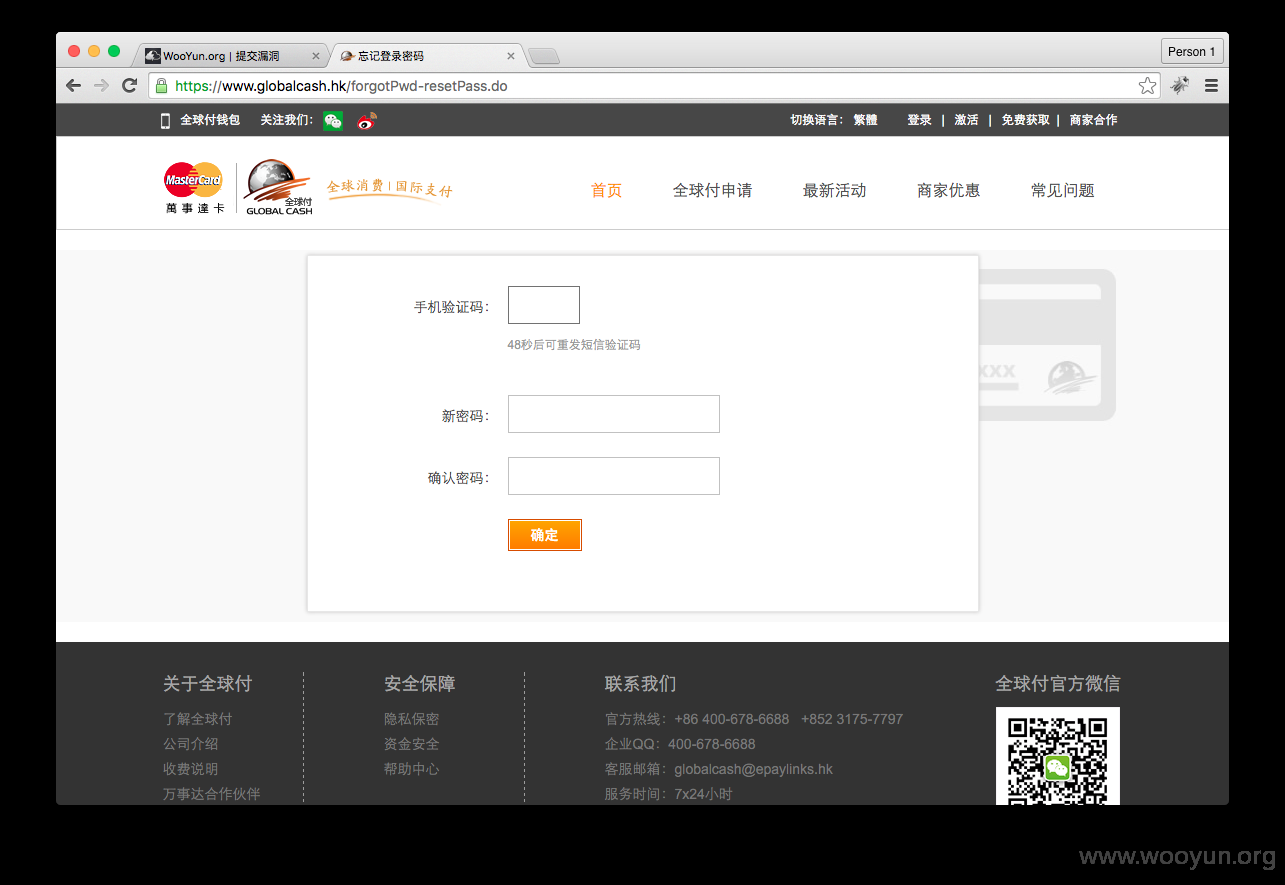 WooYun.org | 提交漏洞
忘记登录密码
Person 1
https://www.globalcash.hk/forgotPwd-resetPass.do
全球付钱包 关注我们：
切换语言： 繁體 登录 | 激活 | 免费获取 | 商家合作
MasterCard
萬事達卡
全球付
GLOBAL CASH
全球消费 | 国际支付
首页 全球付申请 最新活动 商家优惠 常见问题
手机验证码：
48秒后可重发短信验证码
xxx
新密码：
确认密码：
确定
关于全球付
了解全球付
公司介绍
收费说明
万事达合作伙伴
安全保障
隐私保密
资金安全
帮助中心
联系我们
官方热线：+86 400-678-6688 +852 3175-7797
企业QQ：400-678-6688
客服邮箱：globalcash@epaylinks.hk
服务时间：7x24小时
全球付官方微信
www.wooyun.org